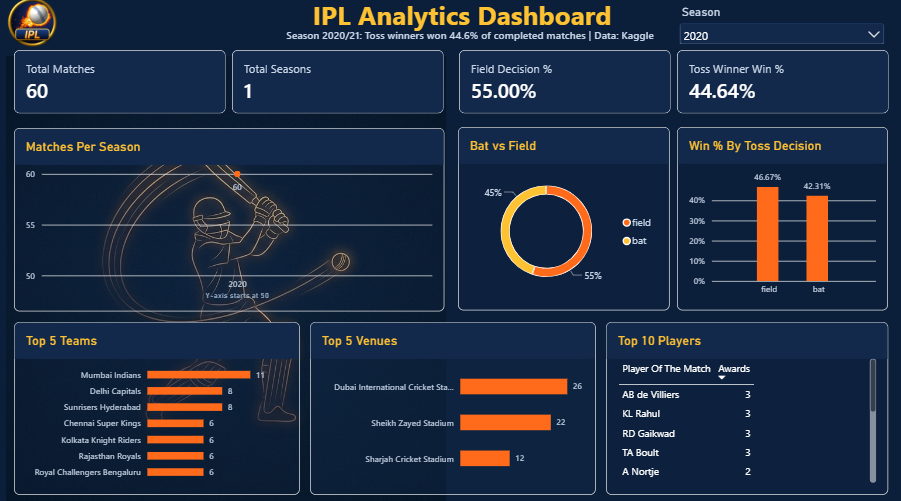 IPL
IPL Analytics Dashboard
Season 2020/21: Toss winners won 44.6% of completed matches | Data: Kaggle
Season
2020
Total Matches
60
Total Seasons
1
Field Decision %
55.00%
Toss Winner Win %
44.64%
Matches Per Season
60
60
55
50
2020
Y-axis starts at 50
Bat vs Field
45%
55%
field
bat
Win % By Toss Decision
46.67%
42.31%
40%
30%
20%
10%
0%
field
bat
Top 5 Teams
Mumbai Indians 11
Delhi Capitals 8
Sunrisers Hyderabad 8
Chennai Super Kings 6
Kolkata Knight Riders 6
Rajasthan Royals 6
Royal Challengers Bengaluru 6
Top 5 Venues
Dubai International Cricket Sta... 26
Sheikh Zayed Stadium 22
Sharjah Cricket Stadium 12
Top 10 Players
Player Of The Match Awards
AB de Villiers 3
KL Rahul 3
RD Gaikwad 3
TA Boult 3
A Nortje 2